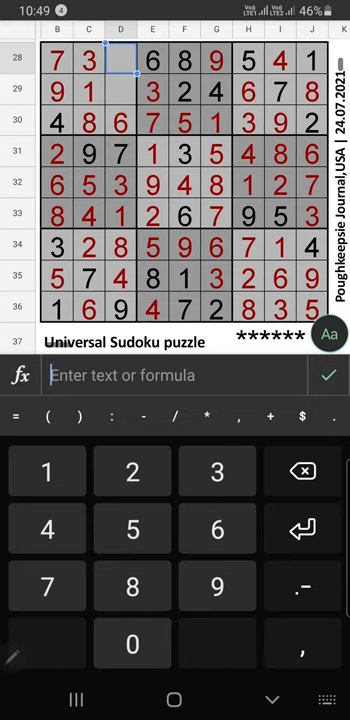 10:49 4 Vo)) LTE1 Vo)) LTE2 46%
B C D E F G H I J K
28 7 3 6 8 9 5 4 1
29 9 1 3 2 4 6 7 8
30 4 8 6 7 5 1 3 9 2
31 2 9 7 1 3 5 4 8 6
32 6 5 3 9 4 8 1 2 7
33 8 4 1 2 6 7 9 5 3
34 3 2 8 5 9 6 7 1 4
35 5 7 4 8 1 3 2 6 9
36 1 6 9 4 7 2 8 3 5
Poughkeepsie Journal,USA | 24.07.2021
37 Universal Sudoku puzzle ******
Aa
fx Enter text or formula
= ( ) : - / * , + $ .
1 2 3
4 5 6
7 8 9 .-
0 ,